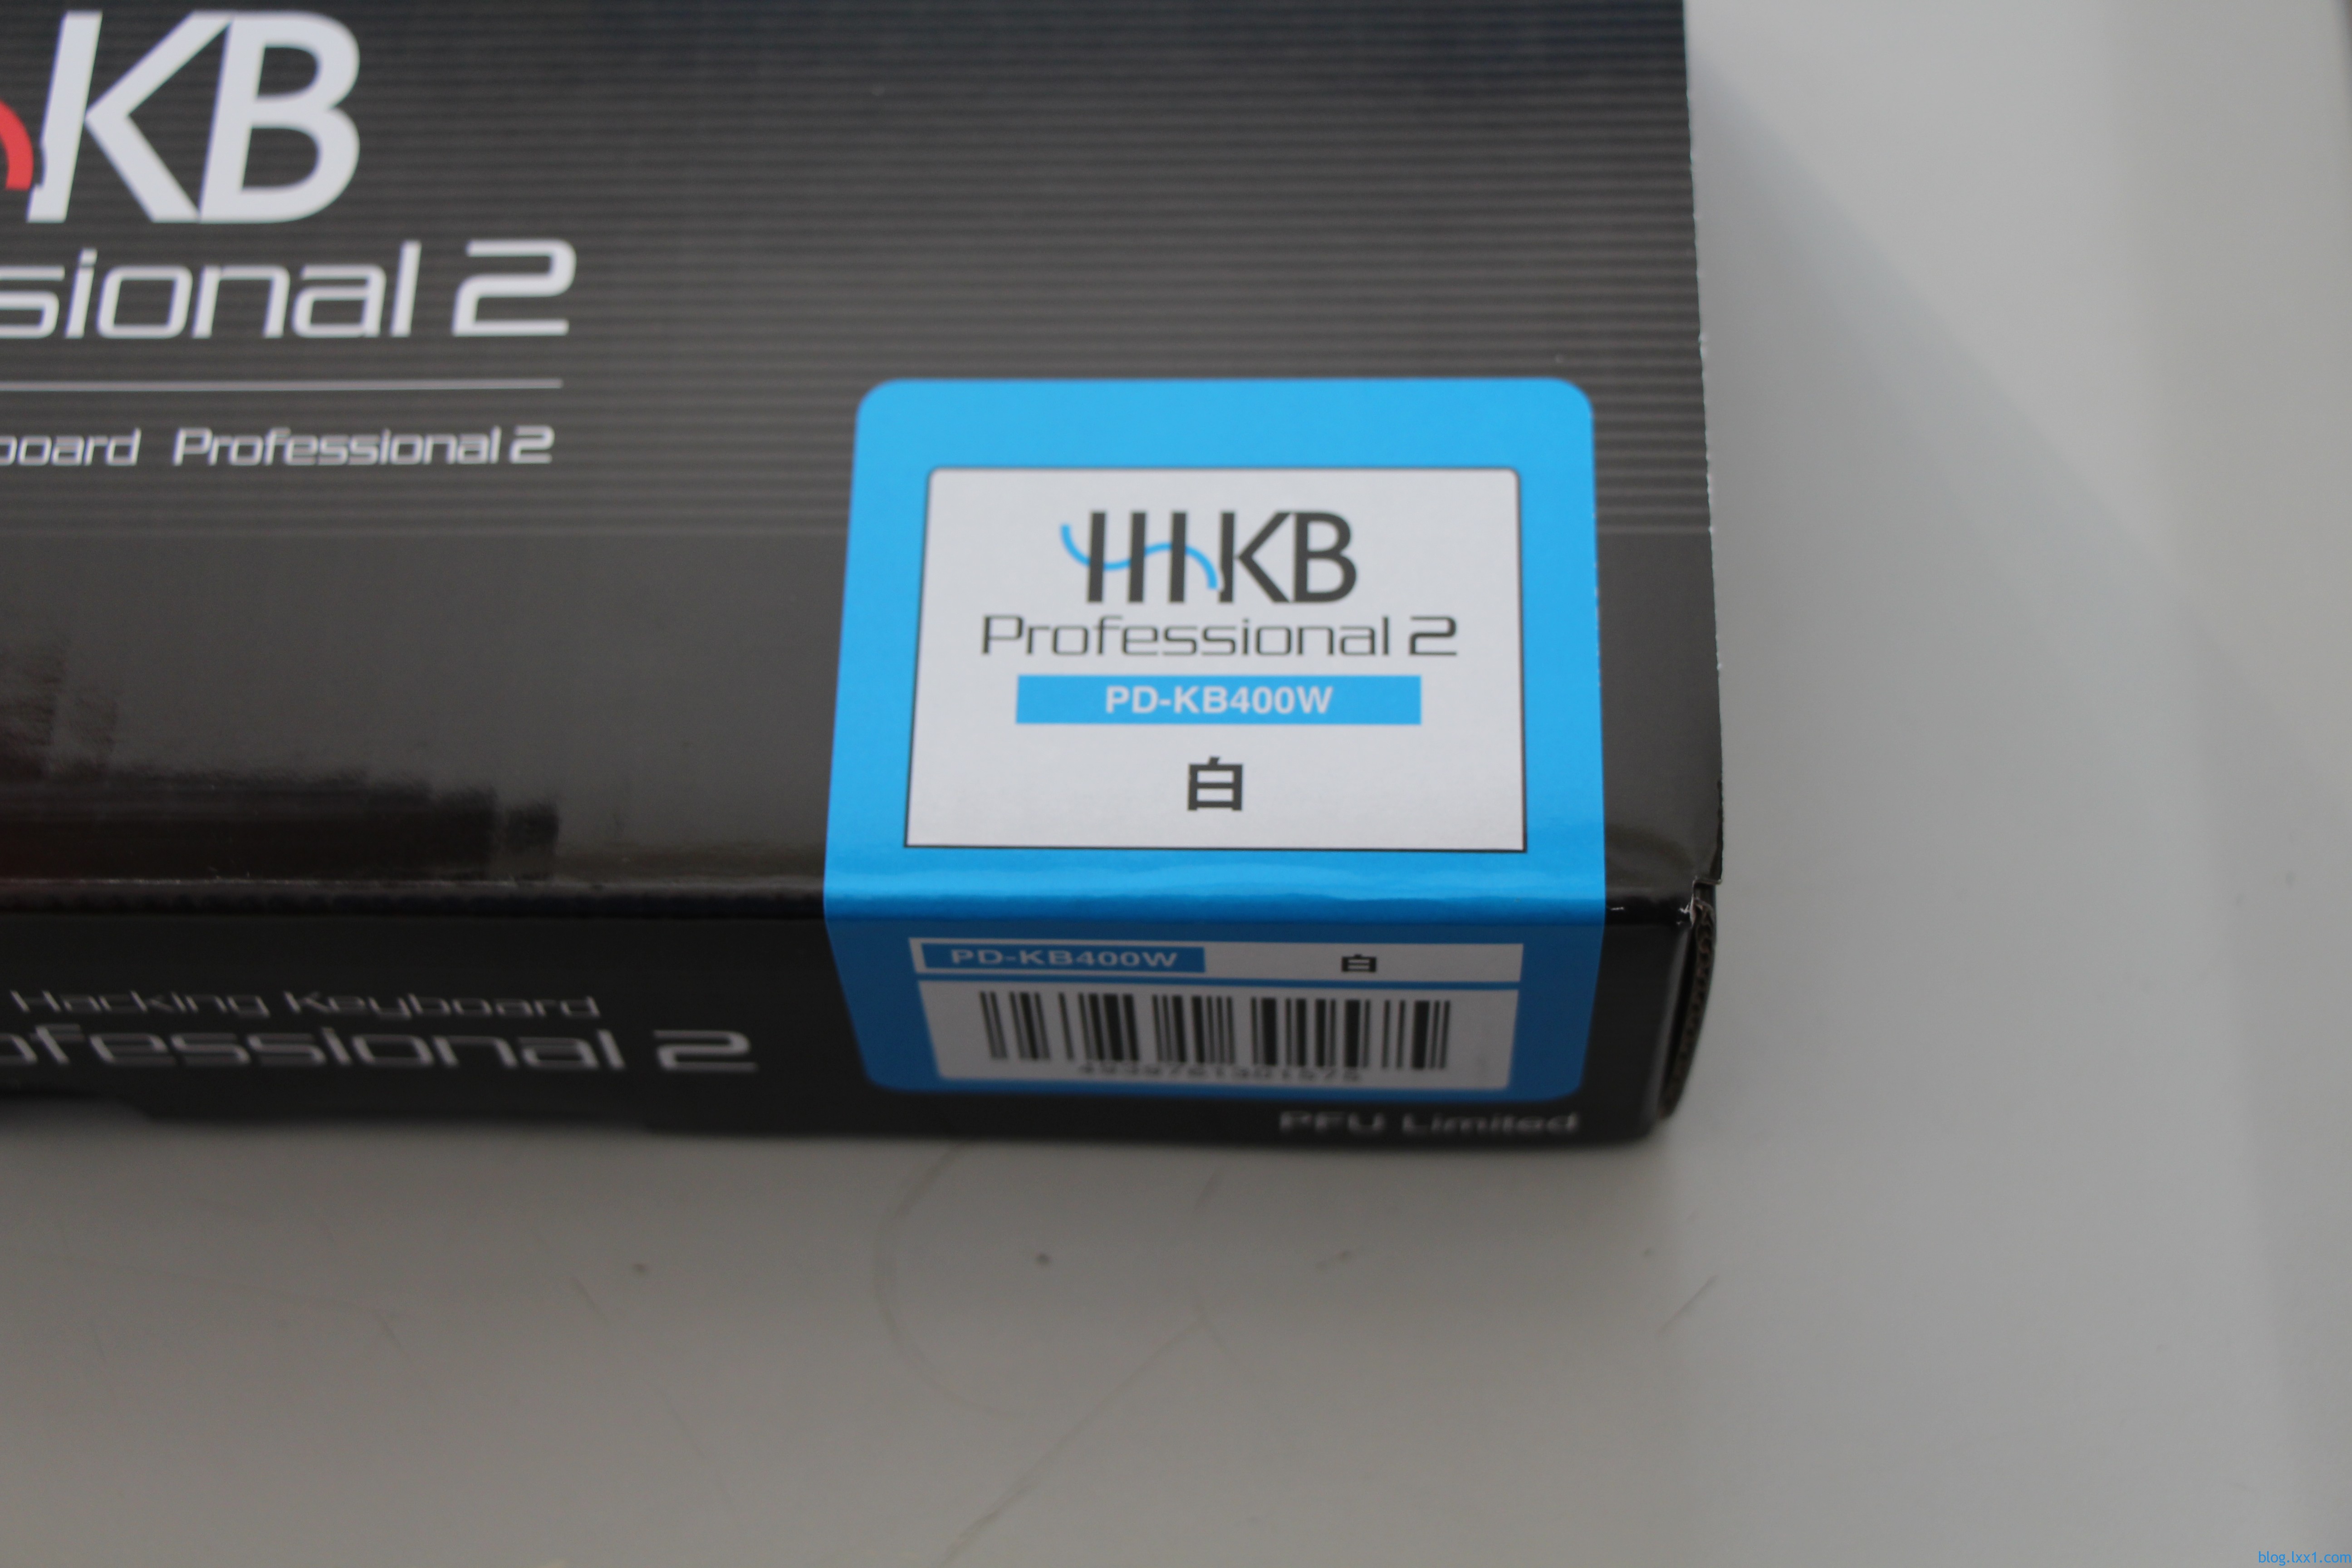 KB
sional 2
board Professional 2
HHKB
Professional 2
PD-KB400W
白
PD-KB400W 白
Hacking Keyboard
ofessional 2
PFU Limited
blog.lxx1.com